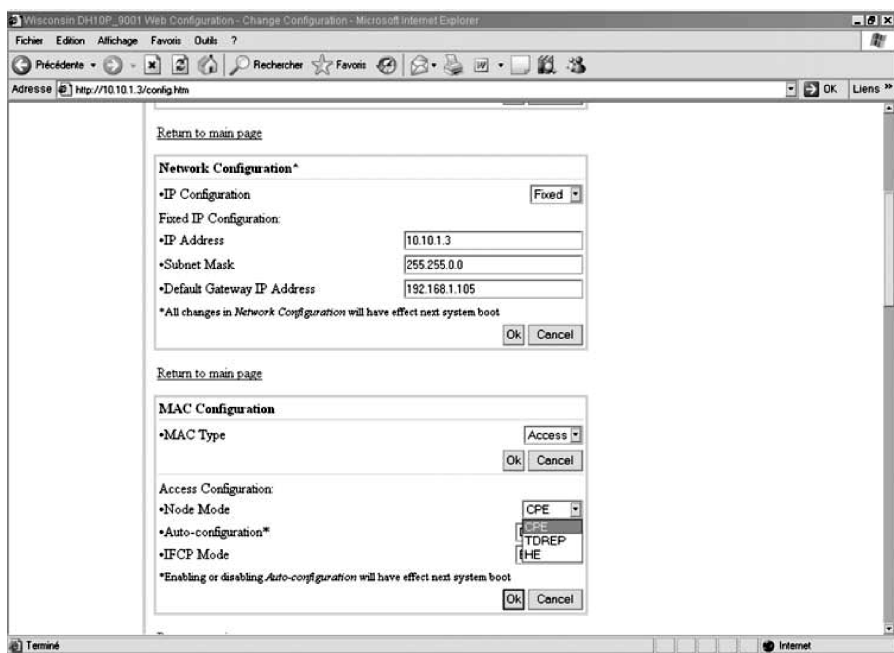 Wisconsin DH10P_9001 Web Configuration - Change Configuration - Microsoft Internet Explorer
Fichier Edition Affichage Favoris Outils ?
Précédente Rechercher Favoris
Adresse http://10.10.1.3/config.htm OK Liens »
Return to main page
Network Configuration*
•IP Configuration Fixed
Fixed IP Configuration:
•IP Address 10.10.1.3
•Subnet Mask 255.255.0.0
•Default Gateway IP Address 192.168.1.105
*All changes in Network Configuration will have effect next system boot
Ok Cancel
Return to main page
MAC Configuration
•MAC Type Access
Ok Cancel
Access Configuration:
•Node Mode CPE
CPE
•Auto-configuration*
TDREP
•IFCP Mode
HE
*Enabling or disabling Auto-configuration will have effect next system boot
Ok Cancel
Terminé Internet